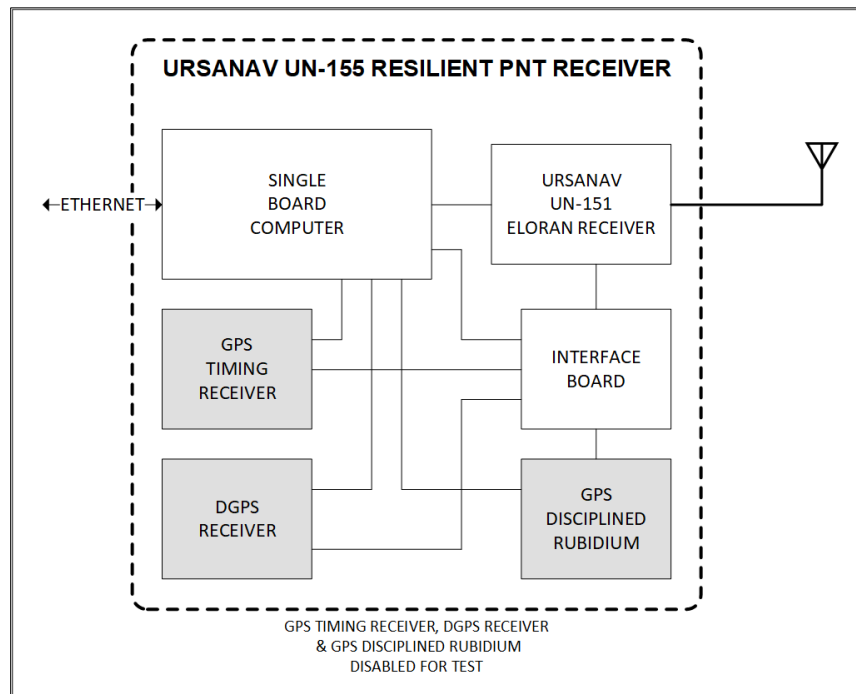 URSANAV UN-155 RESILIENT PNT RECEIVER
SINGLE
BOARD
COMPUTER
URSANAV
UN-151
ELORAN RECEIVER
ETHERNET
GPS
TIMING
RECEIVER
INTERFACE
BOARD
DGPS
RECEIVER
GPS
DISCIPLINED
RUBIDIUM
GPS TIMING RECEIVER, DGPS RECEIVER
& GPS DISCIPLINED RUBIDIUM
DISABLED FOR TEST